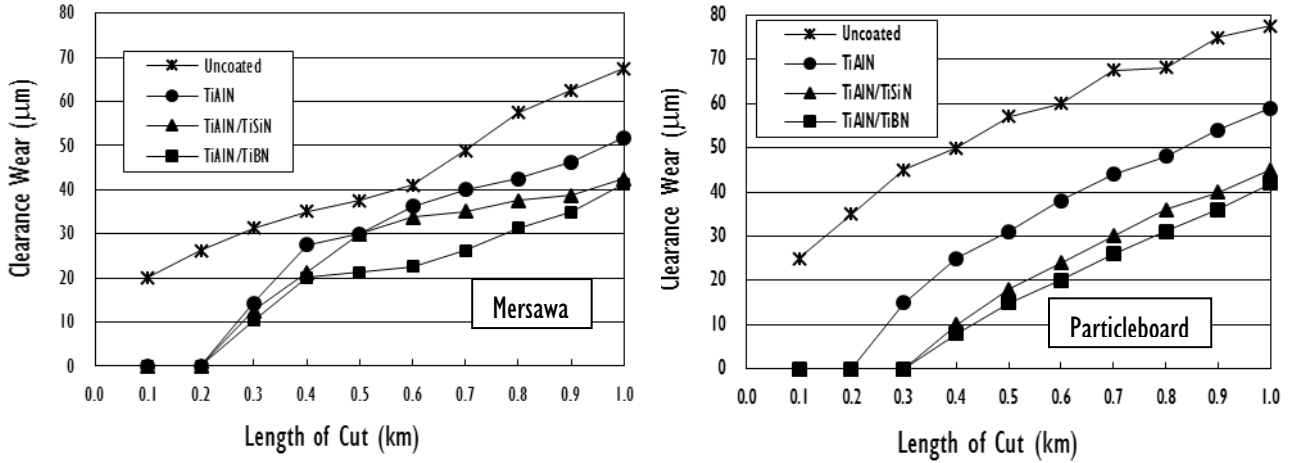 Clearance Wear (μm)
80
70
60
50
40
30
20
10
0
Uncoated
TiAlN
TiAlN/TiSiN
TiAlN/TiBN
Mersawa
0.0 0.1 0.2 0.3 0.4 0.5 0.6 0.7 0.8 0.9 1.0
Length of Cut (km)
Clearance Wear (μm)
80
70
60
50
40
30
20
10
0
Uncoated
TiAlN
TiAlN/TiSiN
TiAlN/TiBN
Particleboard
0.0 0.1 0.2 0.3 0.4 0.5 0.6 0.7 0.8 0.9 1.0
Length of Cut (km)